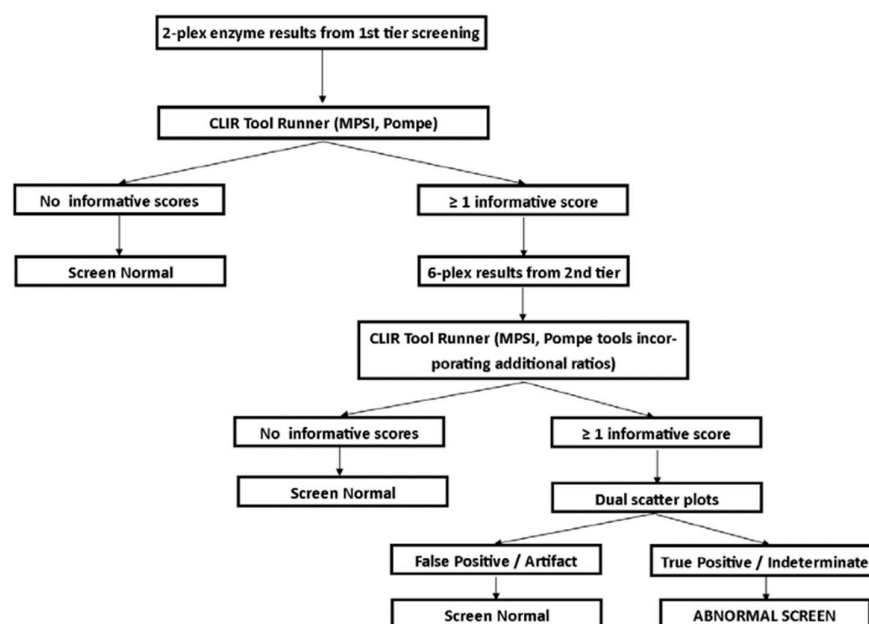 2-plex enzyme results from 1st tier screening
CLIR Tool Runner (MPSI, Pompe)
No informative scores
≥ 1 informative score
Screen Normal
6-plex results from 2nd tier
CLIR Tool Runner (MPSI, Pompe tools incor-
porating additional ratios)
No informative scores
≥ 1 informative score
Screen Normal
Dual scatter plots
False Positive / Artifact
True Positive / Indeterminate
Screen Normal
ABNORMAL SCREEN